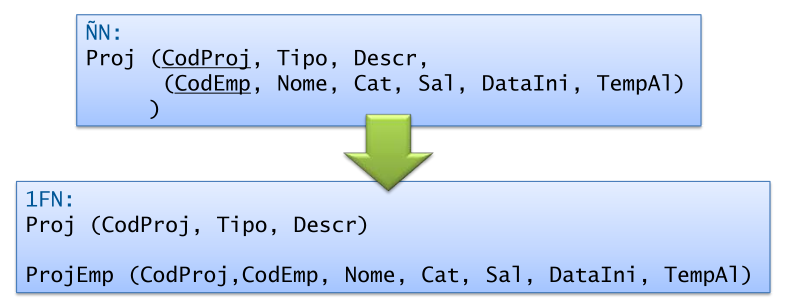 ÑN:
Proj (CodProj, Tipo, Descr,
(CodEmp, Nome, Cat, Sal, DataIni, TempAl)
)
1FN:
Proj (CodProj, Tipo, Descr)
ProjEmp (CodProj,CodEmp, Nome, Cat, Sal, DataIni, TempAl)